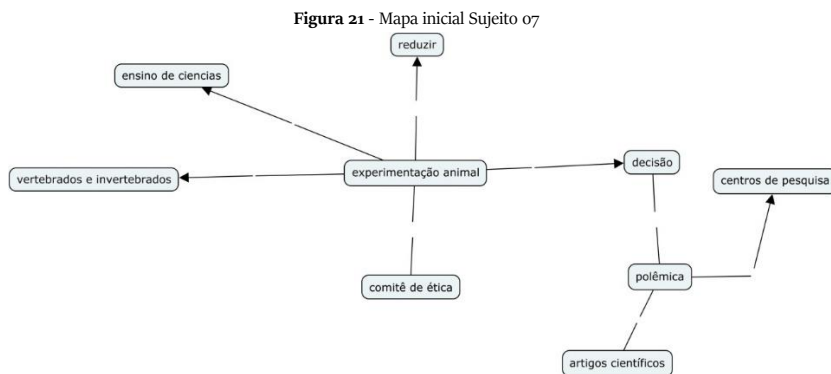 Figura 21 - Mapa inicial Sujeito 07
reduzir
ensino de ciencias
experimentação animal
decisão
vertebrados e invertebrados
centros de pesquisa
comitê de ética
polêmica
artigos científicos